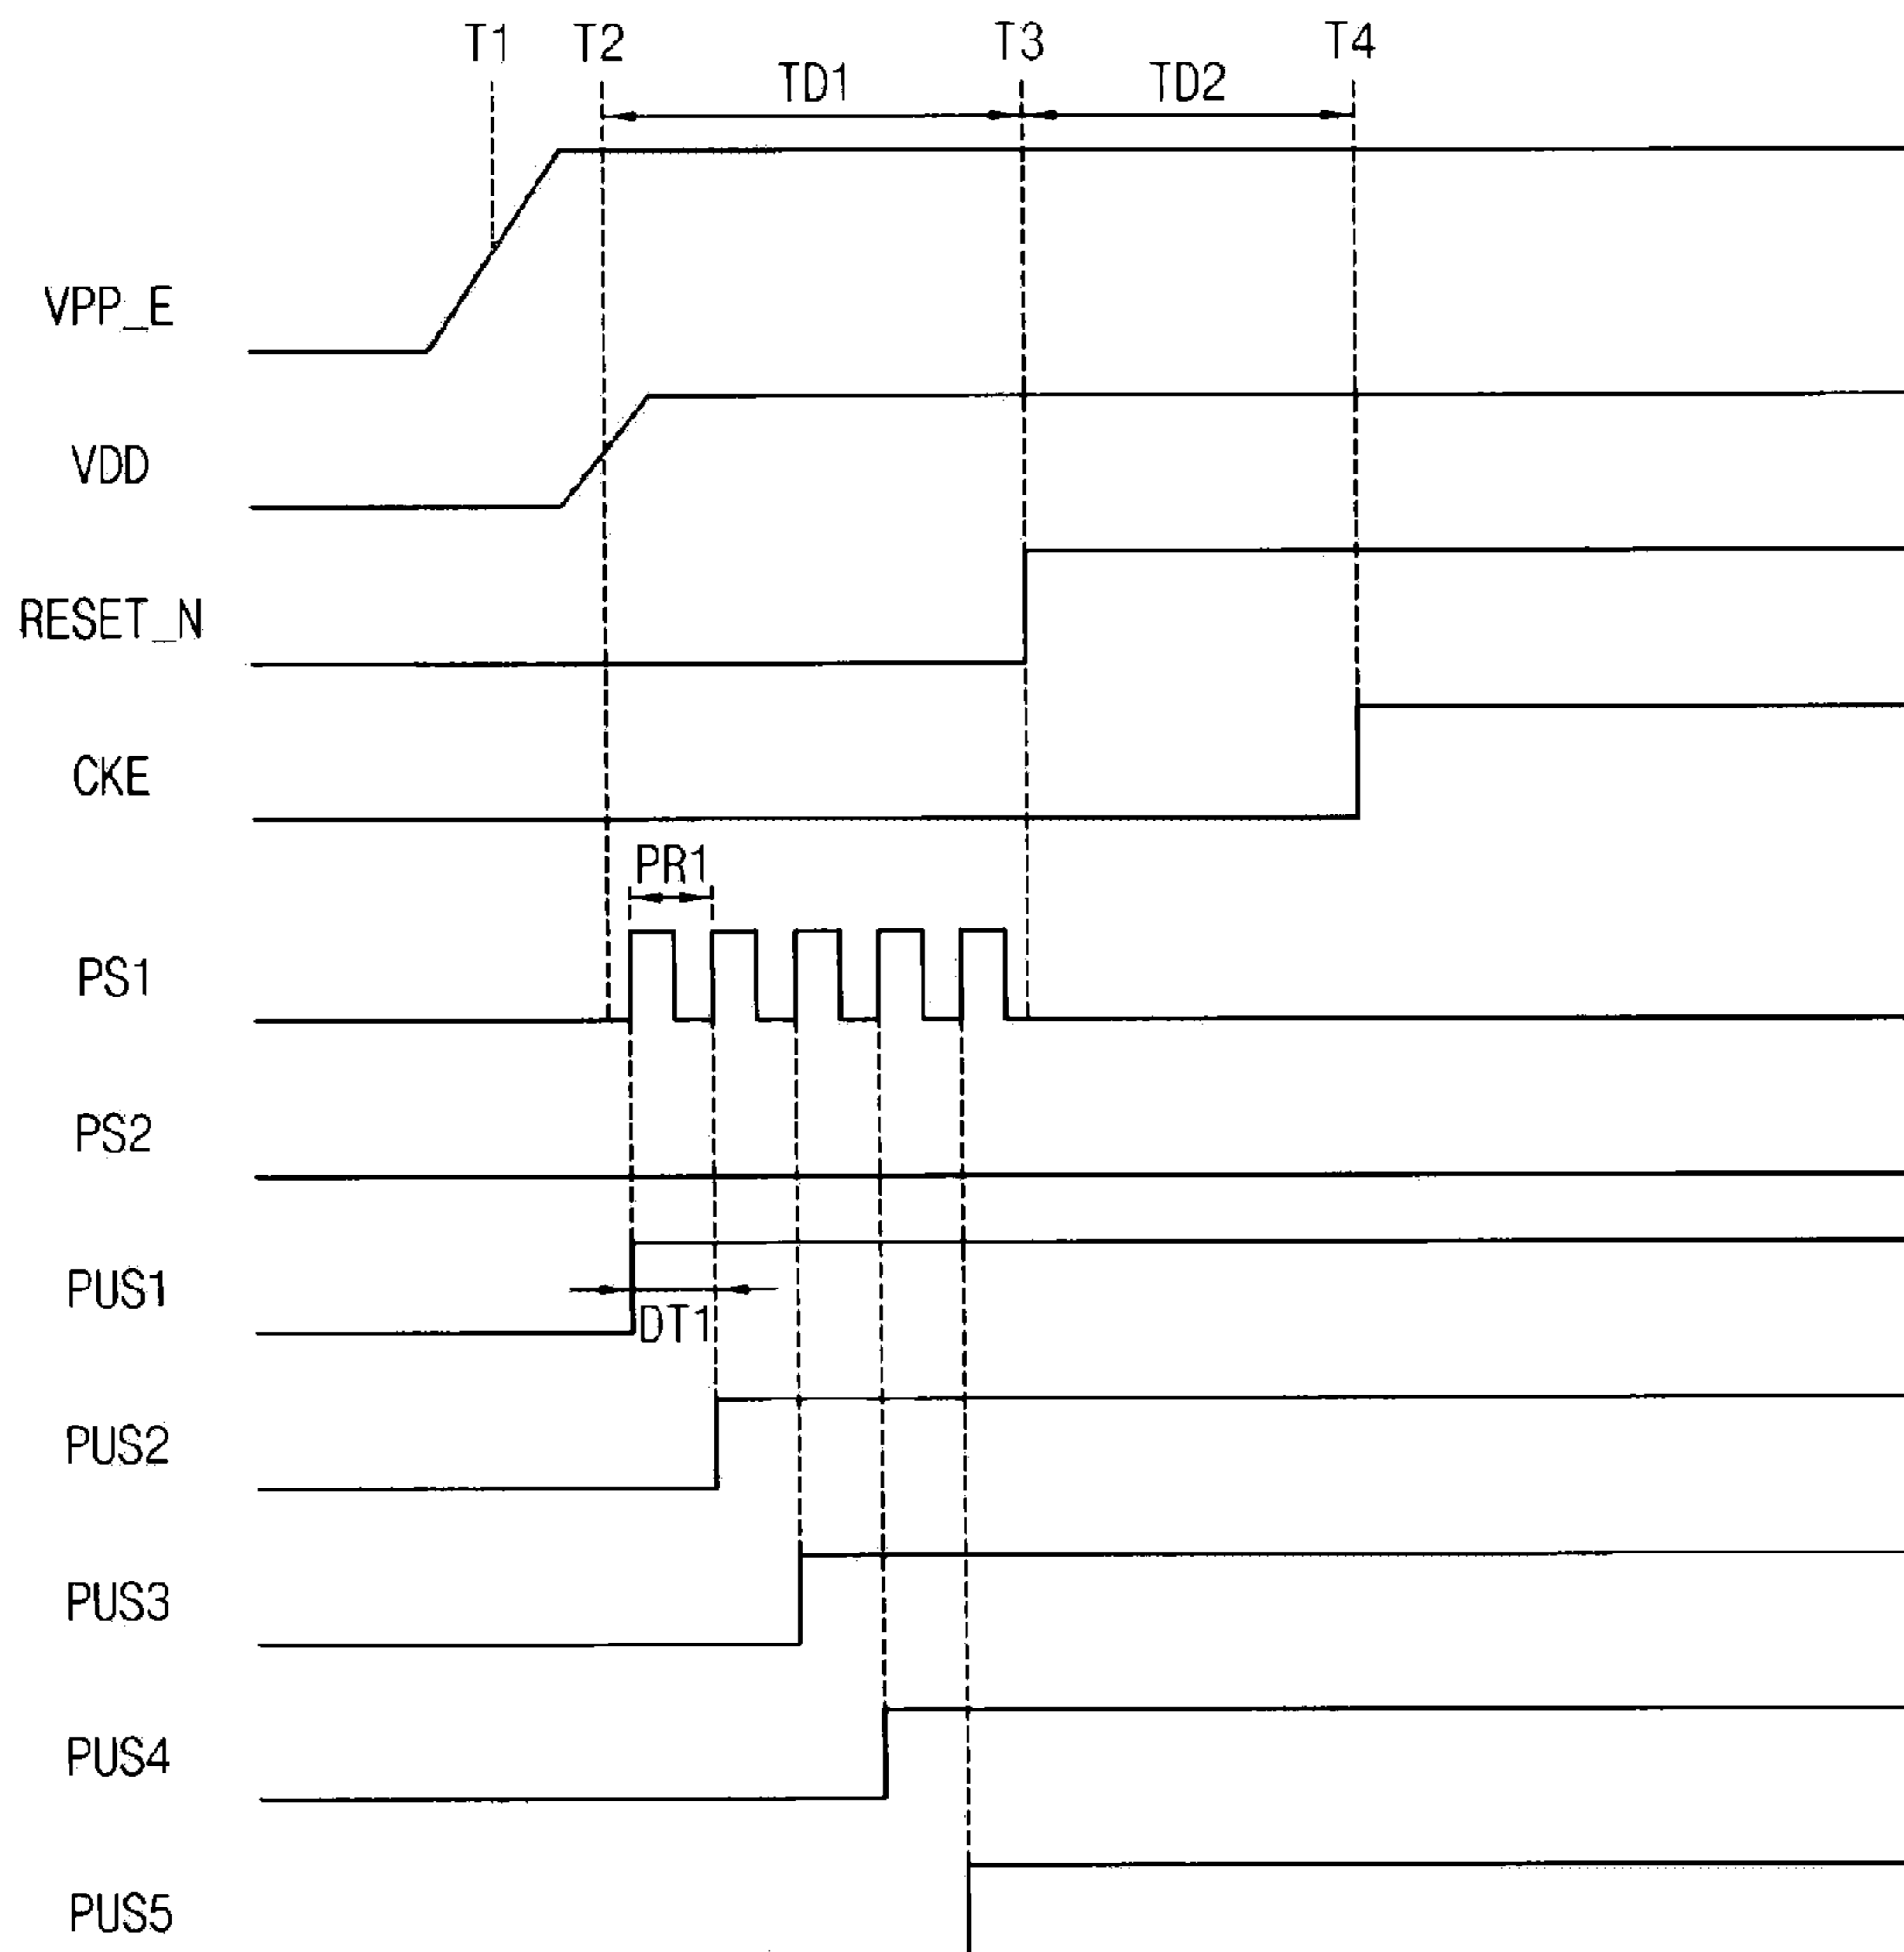 T1 T2 T3 T4
TD1 TD2
VPP_E
VDD
RESET_N
CKE
PR1
PS1
PS2
PUS1
DT1
PUS2
PUS3
PUS4
PUS5